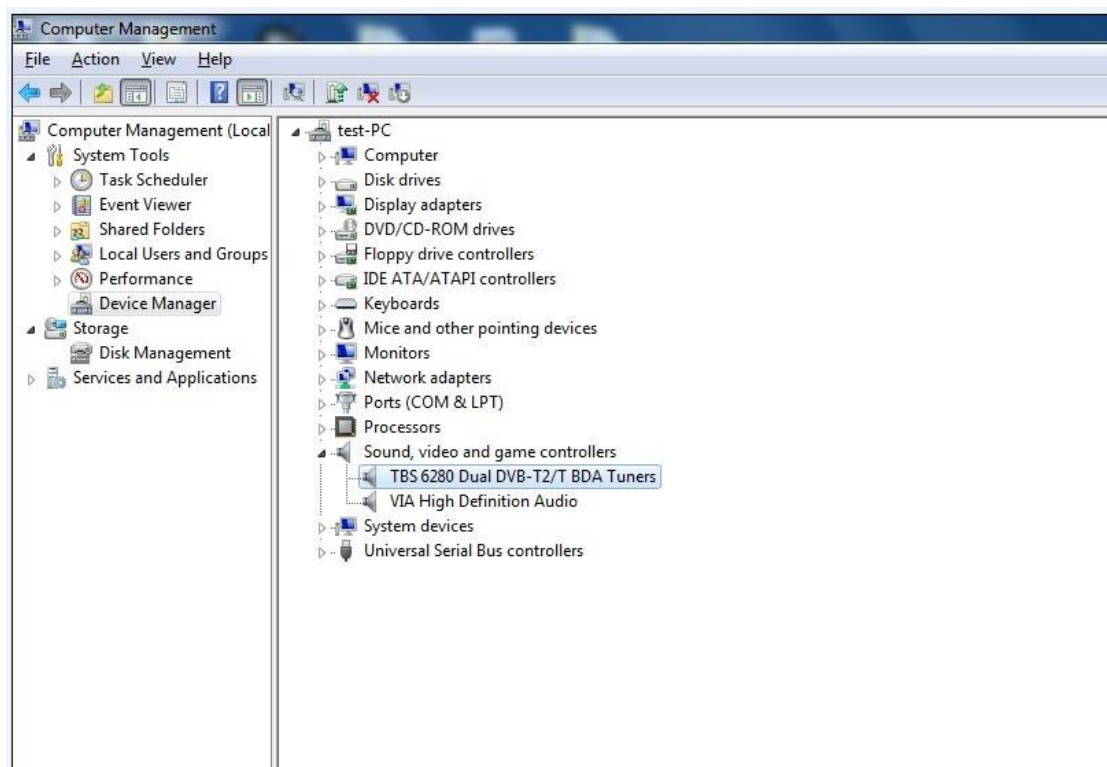 Computer Management
File Action View Help
Computer Management (Local
System Tools
Task Scheduler
Event Viewer
Shared Folders
Local Users and Groups
Performance
Device Manager
Storage
Disk Management
Services and Applications
test-PC
Computer
Disk drives
Display adapters
DVD/CD-ROM drives
Floppy drive controllers
IDE ATA/ATAPI controllers
Keyboards
Mice and other pointing devices
Monitors
Network adapters
Ports (COM & LPT)
Processors
Sound, video and game controllers
TBS 6280 Dual DVB-T2/T BDA Tuners
VIA High Definition Audio
System devices
Universal Serial Bus controllers